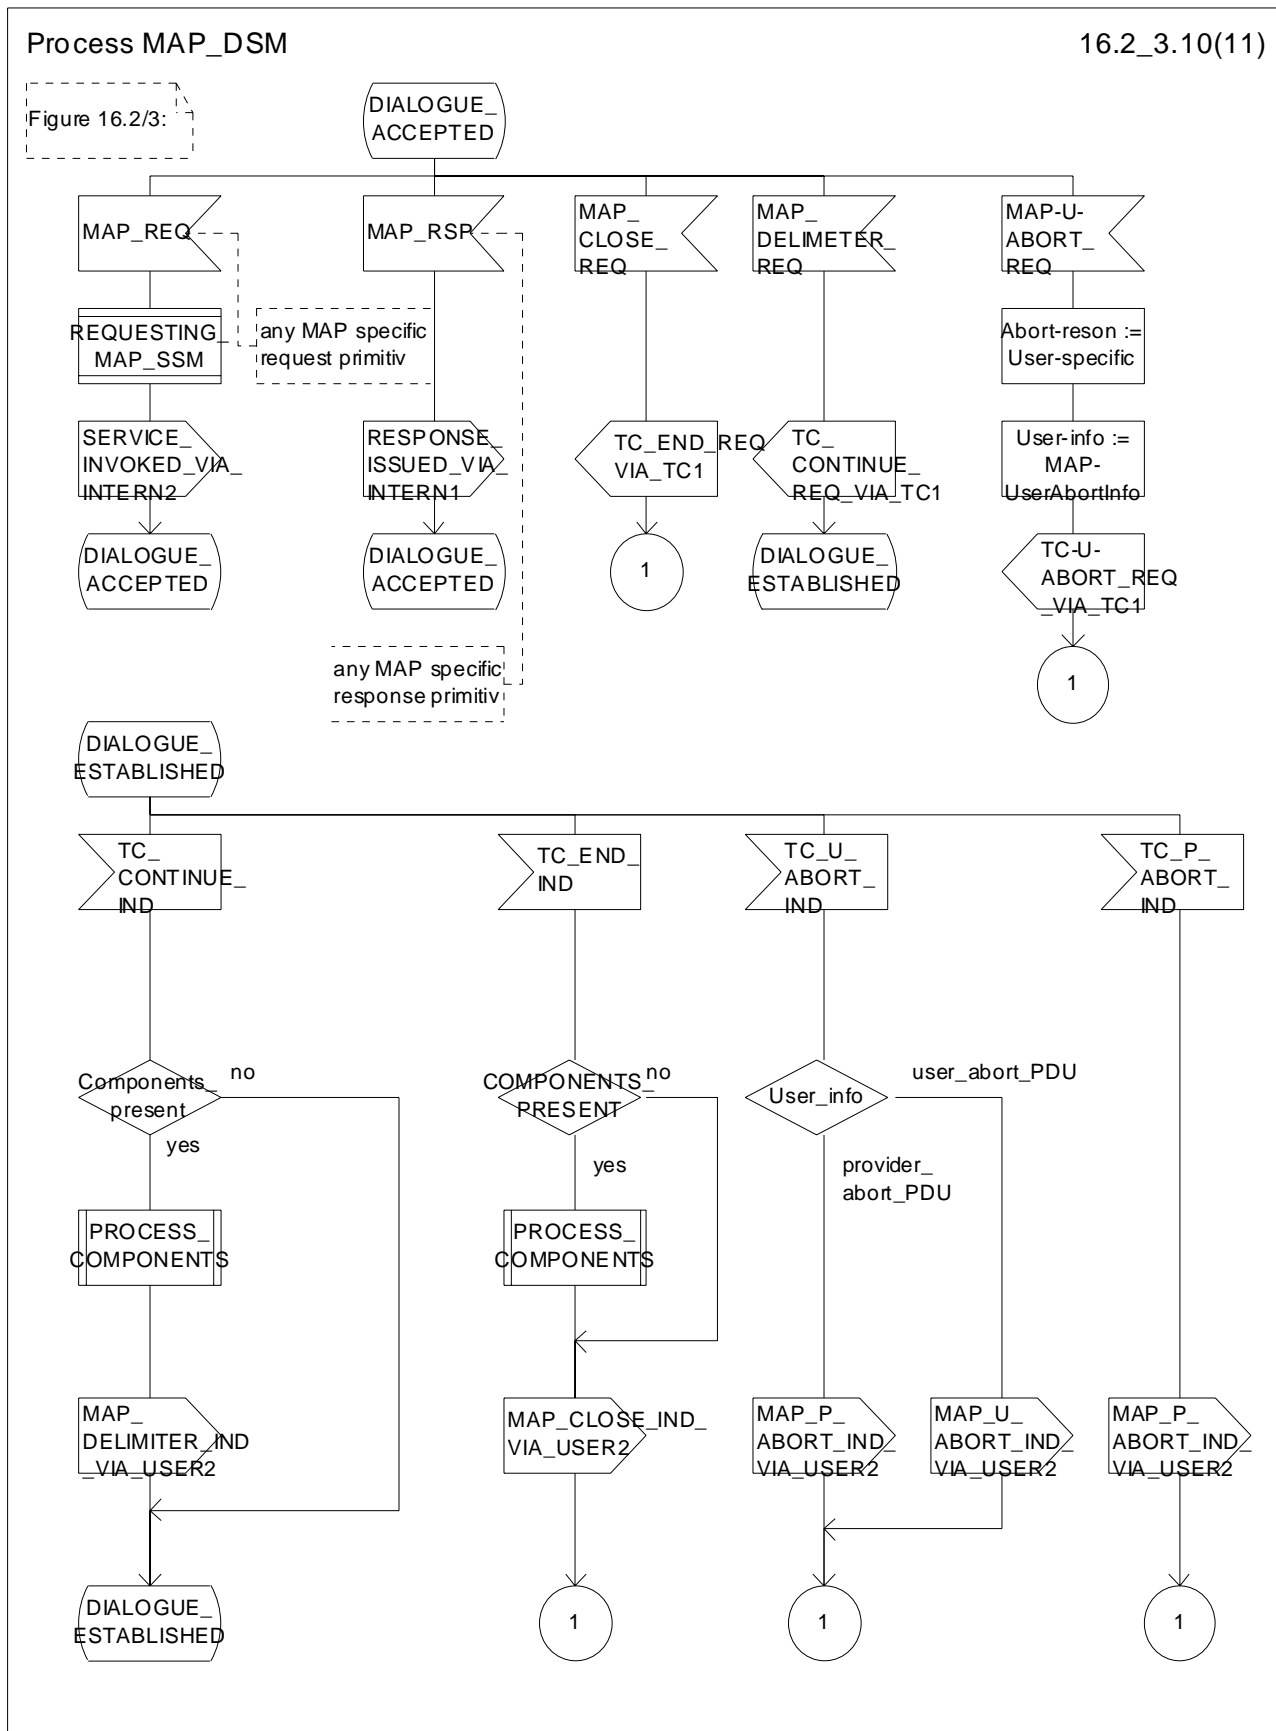 Process MAP_DSM
16.2_3.10(11)
Figure 16.2/3:
DIALOGUE_
ACCEPTED
MAP_REQ
MAP_RSP
MAP_
CLOSE_
REQ
MAP_
DELIMETER_
REQ
MAP-U-
ABORT_
REQ
REQUESTING_
MAP_SSM
any MAP specific
request primitiv
Abort-reson :=
User-specific
SERVICE_
INVOKED_VIA_
INTERN2
RESPONSE_
ISSUED_VIA_
INTERN1
TC_END_REQ
VIA_TC1
TC_
CONTINUE_
REQ_VIA_TC1
User-info :=
MAP-
UserAbortInfo
DIALOGUE_
ACCEPTED
DIALOGUE_
ACCEPTED
1
DIALOGUE_
ESTABLISHED
TC-U-
ABORT_REQ
_VIA_TC1
any MAP specific
response primitiv
1
DIALOGUE_
ESTABLISHED
TC_
CONTINUE_
IND
TC_END_
IND
TC_U_
ABORT_
IND
TC_P_
ABORT_
IND
Components_
present
no
yes
COMPONENTS_
PRESENT
no
yes
User_info
user_abort_PDU
provider_
abort_PDU
PROCESS_
COMPONENTS
PROCESS_
COMPONENTS
MAP_
DELIMITER_IND
_VIA_USER2
MAP_CLOSE_IND_
VIA_USER2
MAP_P_
ABORT_IND_
VIA_USER2
MAP_U_
ABORT_IND_
VIA_USER2
MAP_P_
ABORT_IND_
VIA_USER2
DIALOGUE_
ESTABLISHED
1
1
1